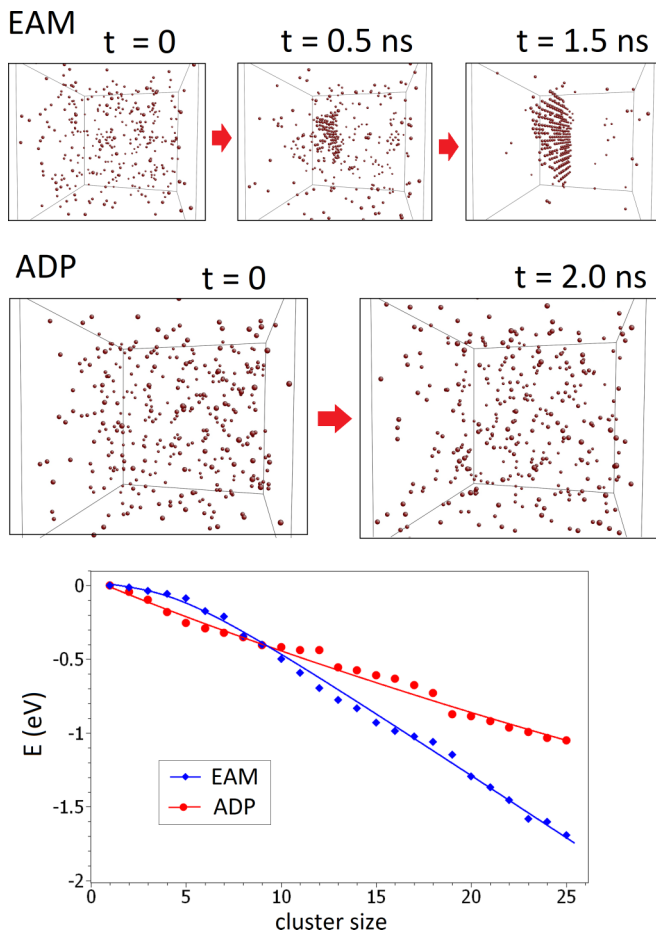 EAM
t = 0
t = 0.5 ns
t = 1.5 ns
ADP
t = 0
t = 2.0 ns
0
-0.5
-1
-1.5
-2
E (eV)
EAM
ADP
0
5
10
15
20
25
cluster size